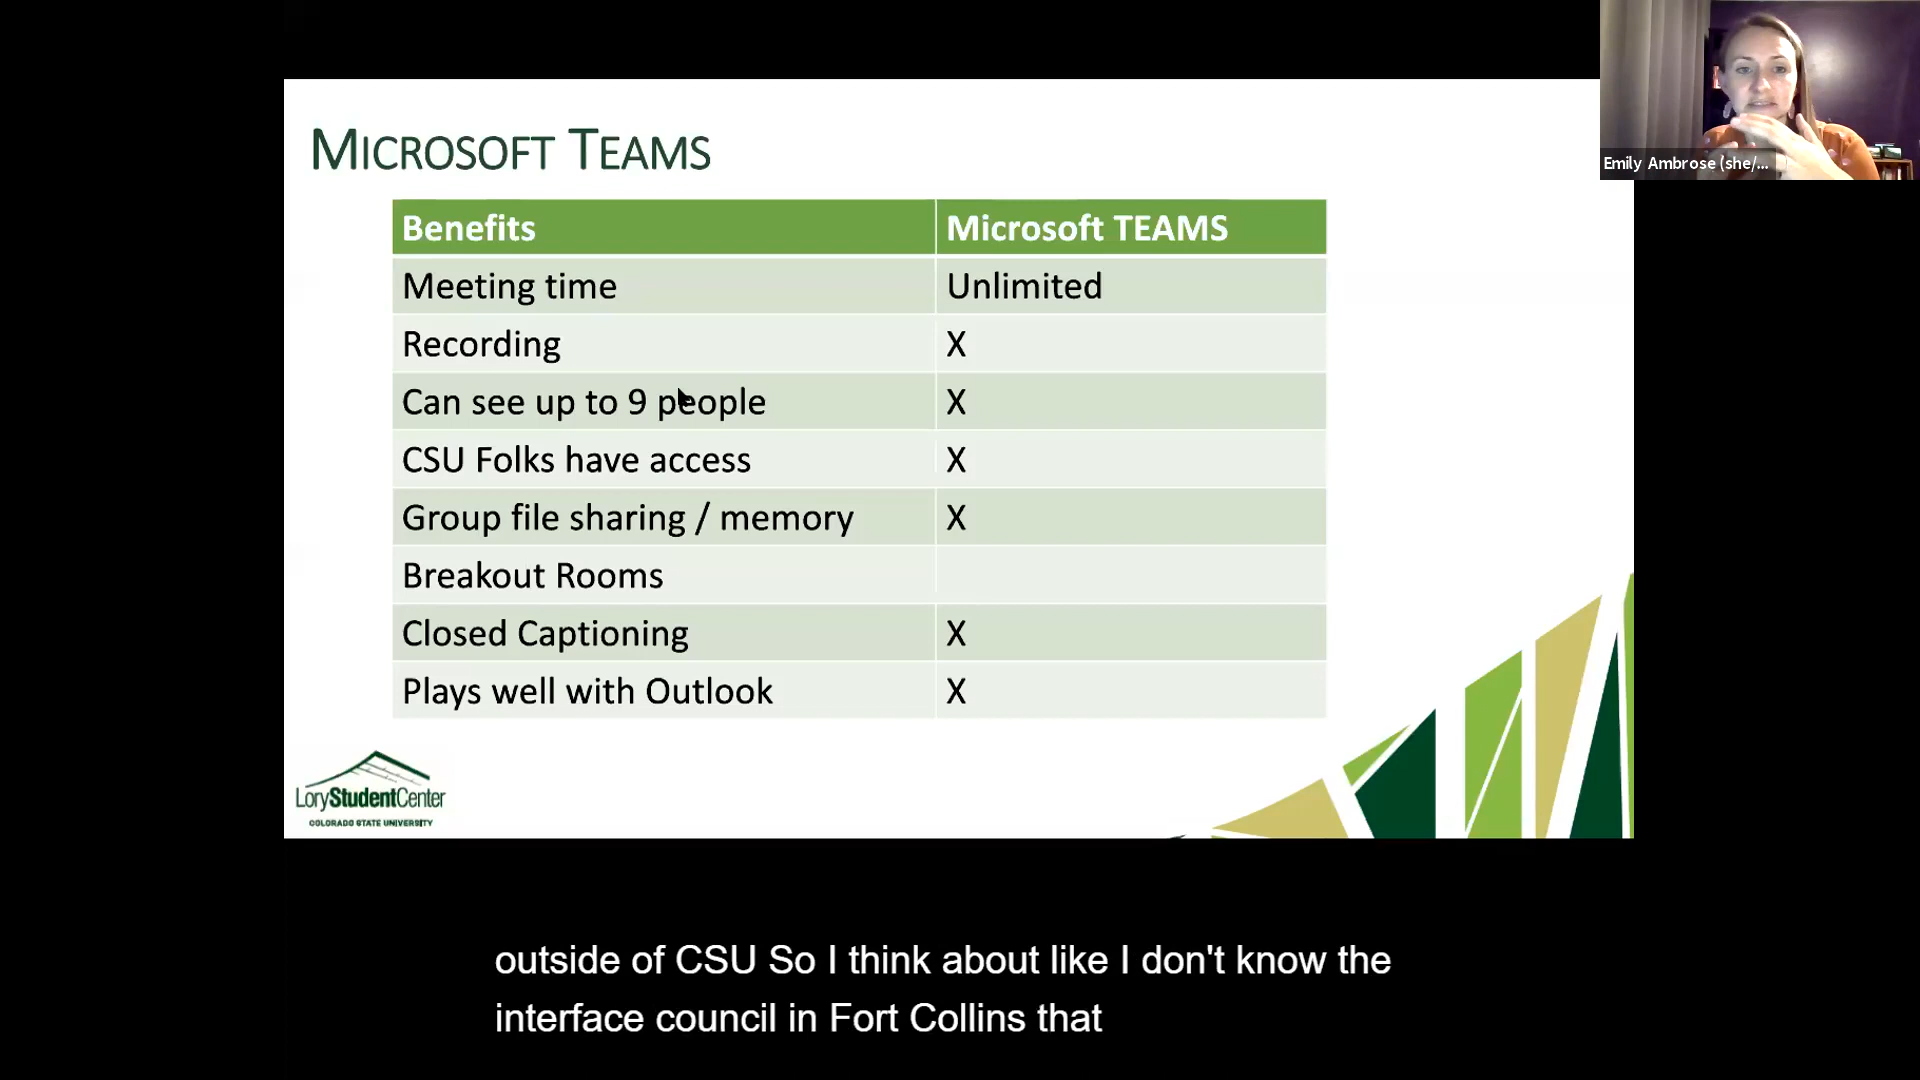 MICROSOFT TEAMS
Benefits Microsoft TEAMS
Meeting time Unlimited
Recording X
Can see up to 9 people X
CSU Folks have access X
Group file sharing / memory X
Breakout Rooms
Closed Captioning X
Plays well with Outlook X
LoryStudentCenter
COLORADO STATE UNIVERSITY
Emily Ambrose (she/...
outside of CSU So I think about like I don't know the
interface council in Fort Collins that